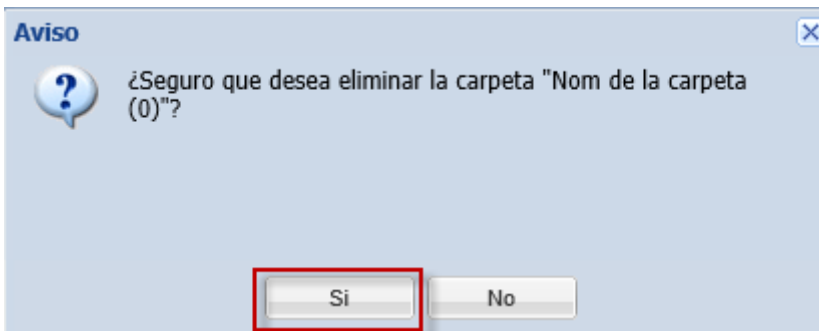 Aviso
¿Seguro que desea eliminar la carpeta "Nom de la carpeta
(0)"?
Si
No